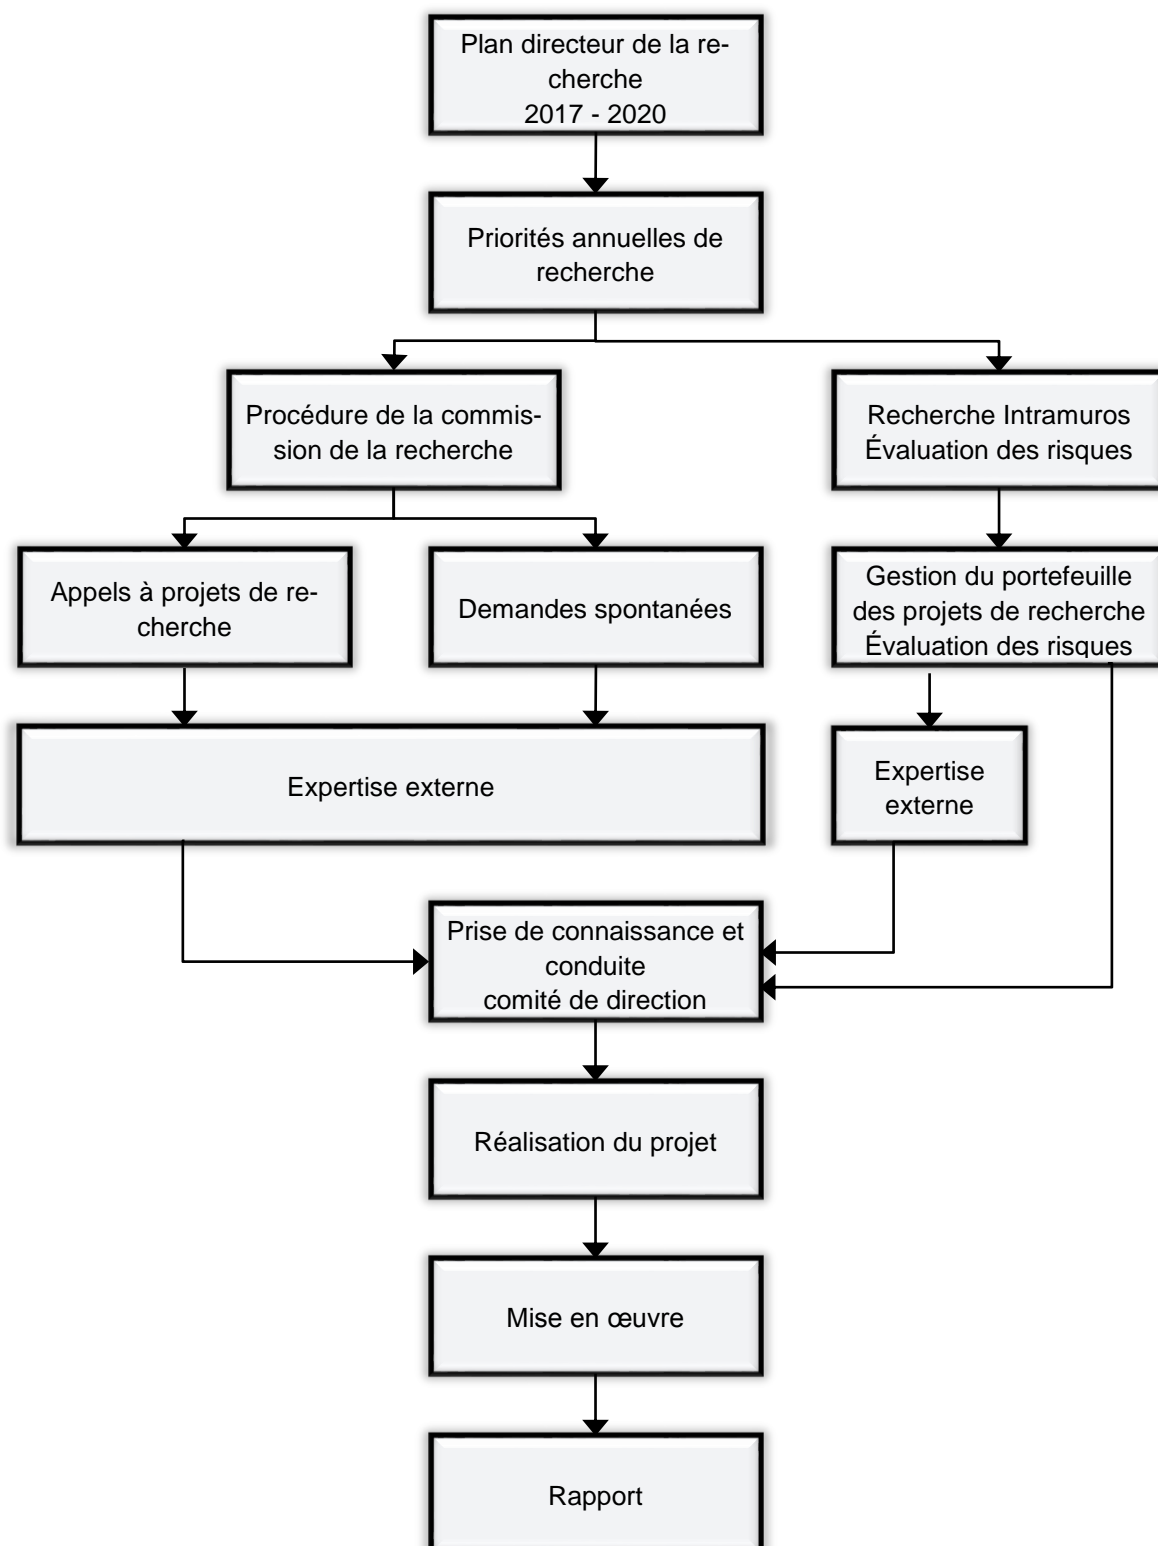 Plan directeur de la re-
cherche
2017 - 2020
Priorités annuelles de
recherche
Procédure de la commis-
sion de la recherche
Recherche Intramuros
Évaluation des risques
Appels à projets de re-
cherche
Demandes spontanées
Gestion du portefeuille
des projets de recherche
Évaluation des risques
Expertise externe
Expertise
externe
Prise de connaissance et
conduite
comité de direction
Réalisation du projet
Mise en œuvre
Rapport